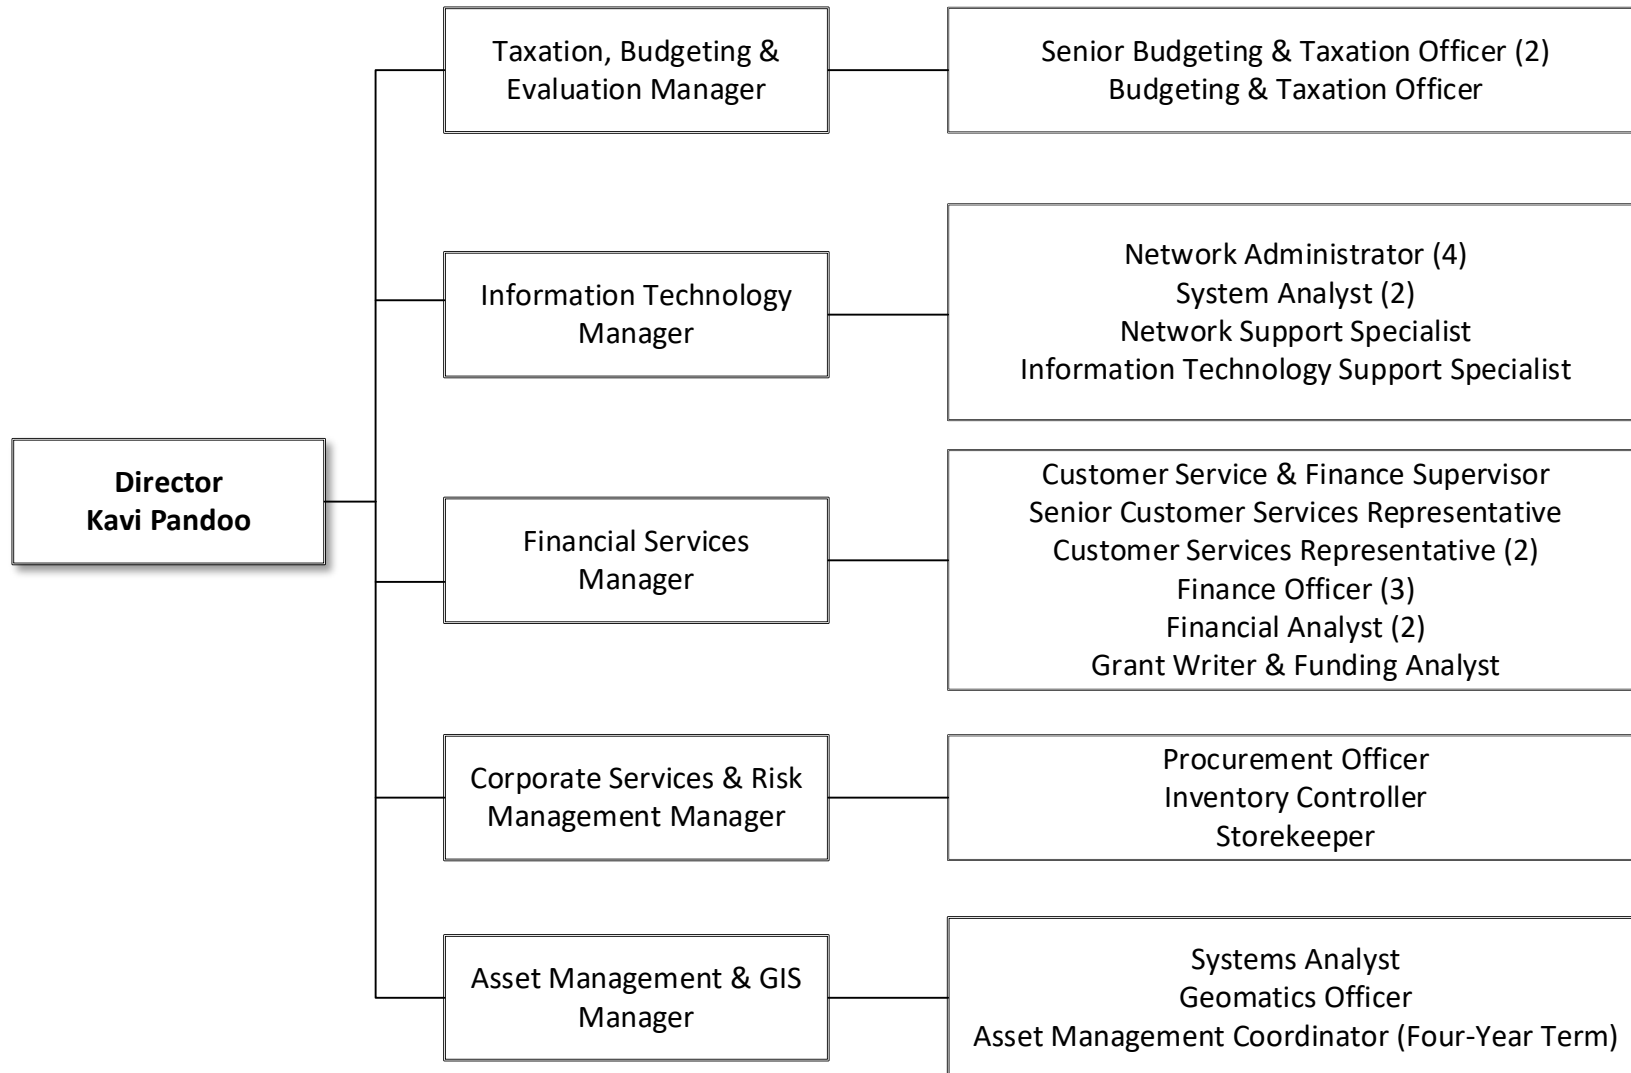 Taxation, Budgeting &
Evaluation Manager
Senior Budgeting & Taxation Officer (2)
Budgeting & Taxation Officer
Information Technology
Manager
Network Administrator (4)
System Analyst (2)
Network Support Specialist
Information Technology Support Specialist
Director
Kavi Pandoo
Financial Services
Manager
Customer Service & Finance Supervisor
Senior Customer Services Representative
Customer Services Representative (2)
Finance Officer (3)
Financial Analyst (2)
Grant Writer & Funding Analyst
Corporate Services & Risk
Management Manager
Procurement Officer
Inventory Controller
Storekeeper
Asset Management & GIS
Manager
Systems Analyst
Geomatics Officer
Asset Management Coordinator (Four-Year Term)